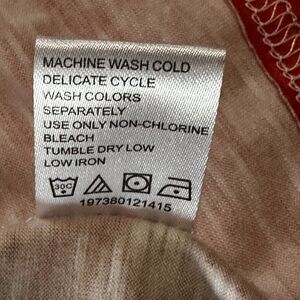 MACHINE WASH COLD
DELICATE CYCLE
WASH COLORS
SEPARATELY
USE ONLY NON-CHLORINE
BLEACH
TUMBLE DRY LOW
LOW IRON
30C
197380121415